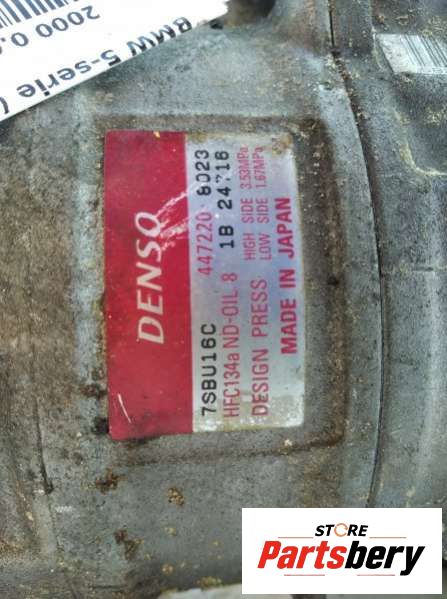 BMW 5-serie (
2000 0.
DENSO
7SBU16C 447220 8023
HFC134a ND-OIL 8 1B 24716
DESIGN PRESS HIGH SIDE 3.53MPa
LOW SIDE 1.67MPa
MADE IN JAPAN
STORE
Partsbery